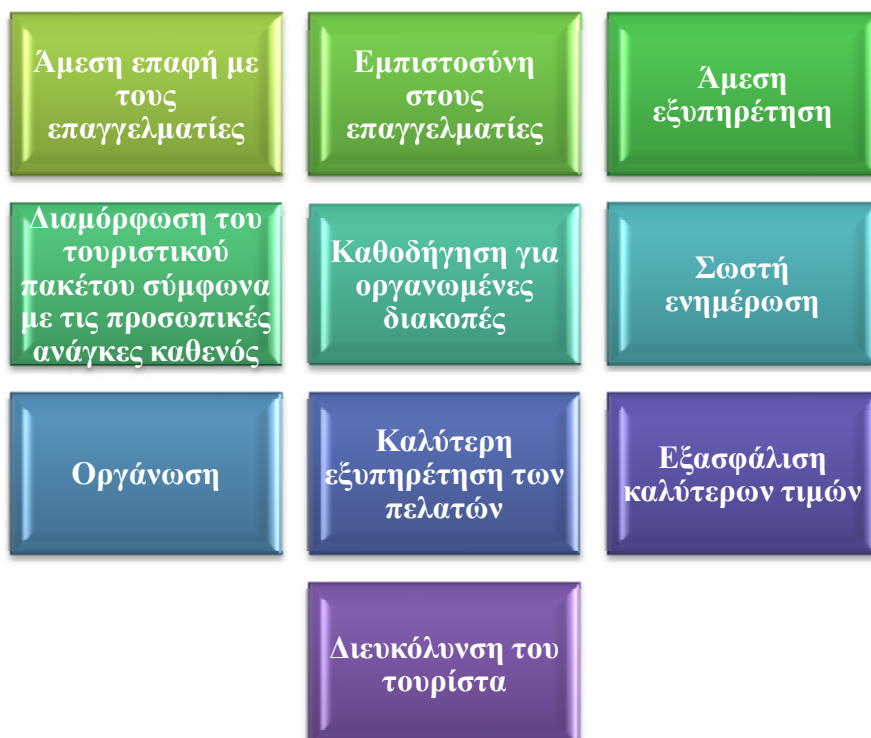 Άμεση επαφή με
τους
επαγγελματίες
Εμπιστοσύνη
στους
επαγγελματίες
Άμεση
εξυπηρέτηση
Διαμόρφωση του
τουριστικού
πακέτου σύμφωνα
με τις προσωπικές
ανάγκες καθενός
Καθοδήγηση για
οργανωμένες
διακοπές
Σωστή
ενημέρωση
Οργάνωση
Καλύτερη
εξυπηρέτηση των
πελατών
Εξασφάλιση
καλύτερων τιμών
Διευκόλυνση του
τουρίστα